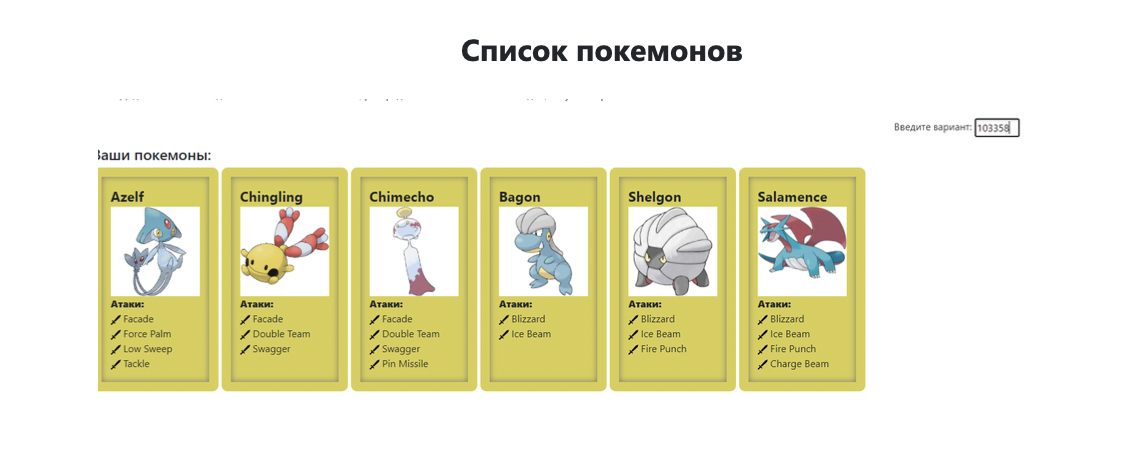 Список покемонов
Введите вариант: 103358
Ваши покемоны:
Azelf
Атаки:
Facade
Force Palm
Low Sweep
Tackle
Chingling
Атаки:
Facade
Double Team
Swagger
Chimecho
Атаки:
Facade
Double Team
Swagger
Pin Missile
Bagon
Атаки:
Blizzard
Ice Beam
Shelgon
Атаки:
Blizzard
Ice Beam
Fire Punch
Salamence
Атаки:
Blizzard
Ice Beam
Fire Punch
Charge Beam